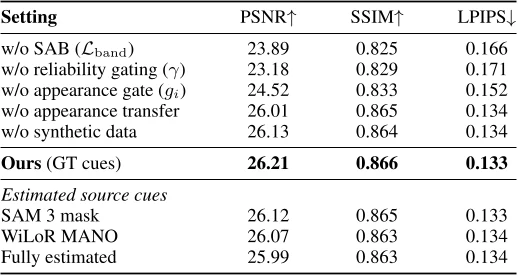 Setting PSNR↑ SSIM↑ LPIPS↓
w/o SAB (ℒband) 23.89 0.825 0.166
w/o reliability gating (γ) 23.18 0.829 0.171
w/o appearance gate (gi) 24.52 0.833 0.152
w/o appearance transfer 26.01 0.865 0.134
w/o synthetic data 26.13 0.864 0.134
Ours (GT cues) 26.21 0.866 0.133
Estimated source cues
SAM 3 mask 26.12 0.865 0.133
WiLoR MANO 26.07 0.863 0.134
Fully estimated 25.99 0.863 0.134